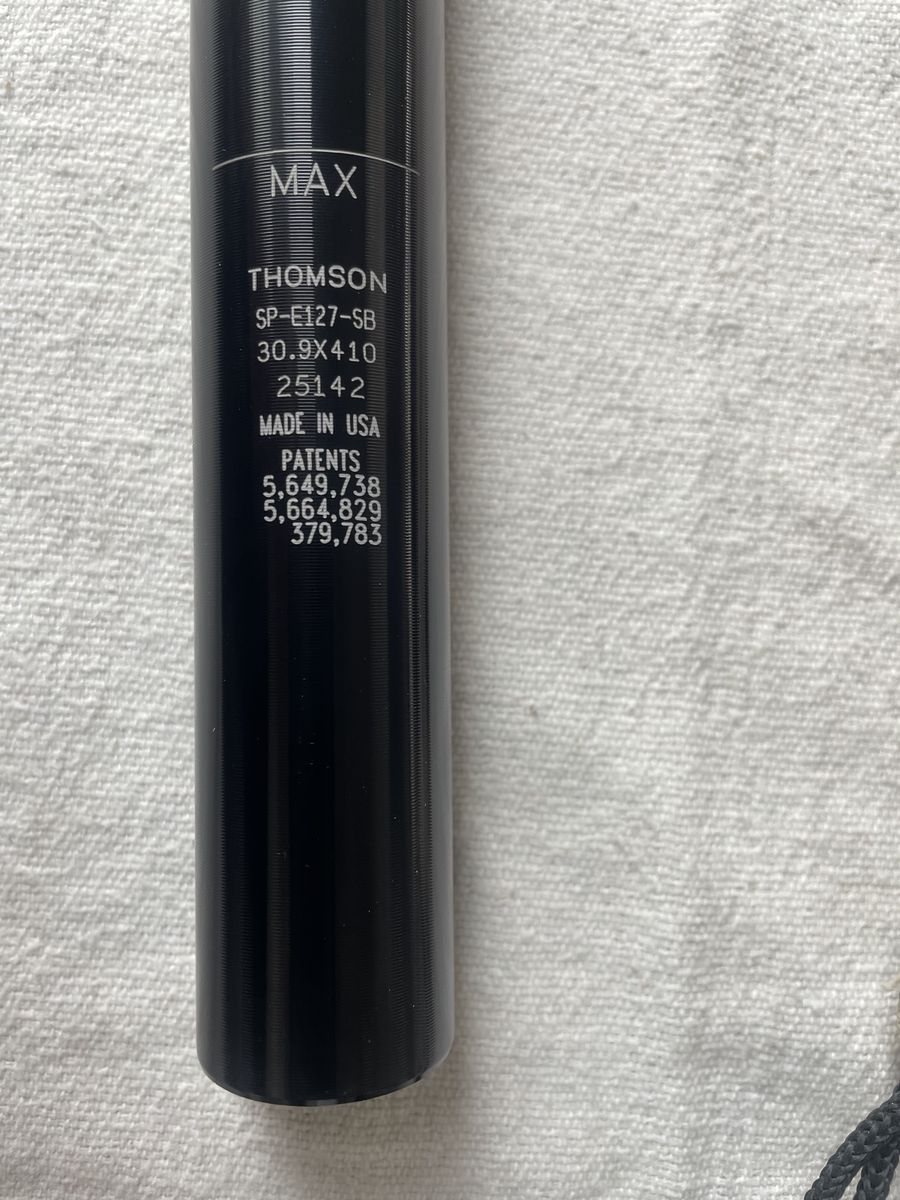 MAX
THOMSON
SP-E127-SB
30.9X410
25142
MADE IN USA
PATENTS
5,649,738
5,664,829
379,783